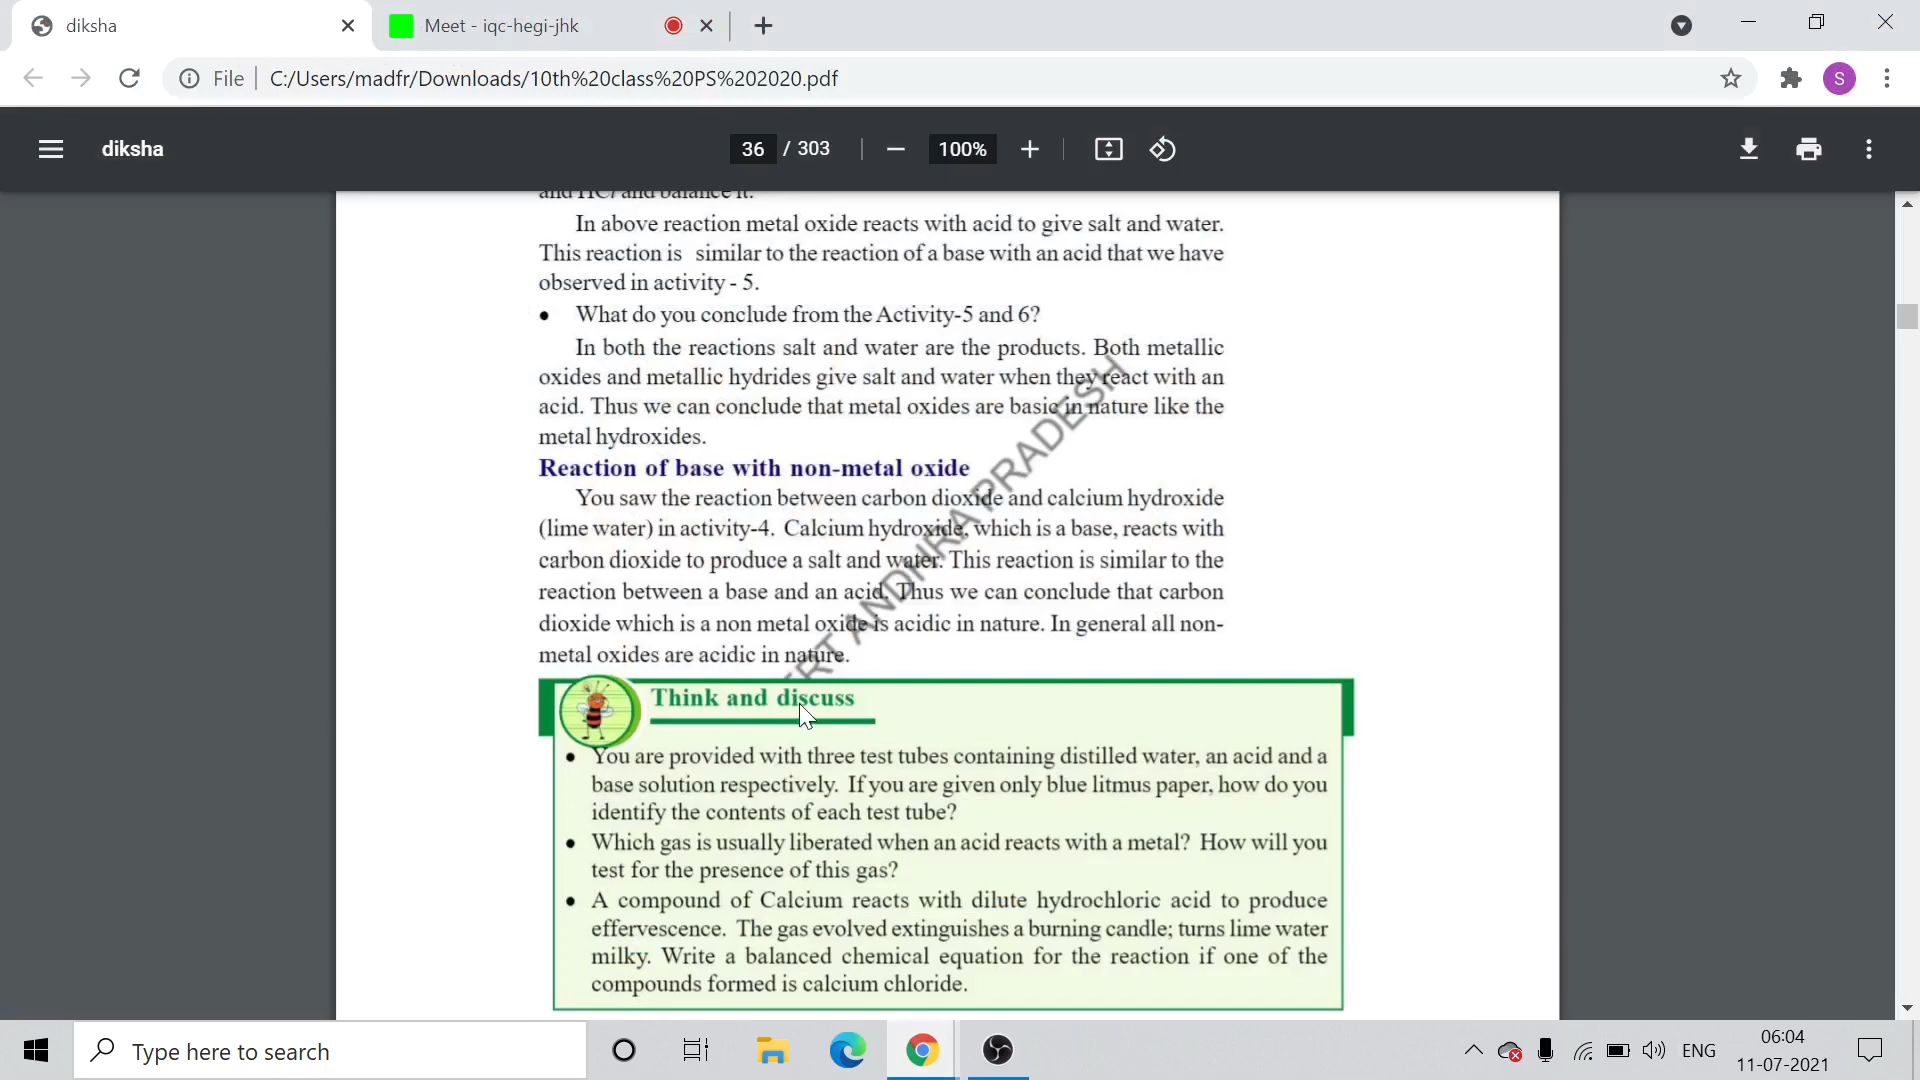 diksha
Meet - iqc-hegi-jhk
File
C:/Users/madfr/Downloads/10th%20class%20PS%202020.pdf
S
diksha
36 / 303
100%
and HCl and balance it.
In above reaction metal oxide reacts with acid to give salt and water.
This reaction is similar to the reaction of a base with an acid that we have
observed in activity - 5.
• What do you conclude from the Activity-5 and 6?
In both the reactions salt and water are the products. Both metallic
oxides and metallic hydrides give salt and water when they react with an
acid. Thus we can conclude that metal oxides are basic in nature like the
metal hydroxides.
Reaction of base with non-metal oxide
You saw the reaction between carbon dioxide and calcium hydroxide
(lime water) in activity-4. Calcium hydroxide, which is a base, reacts with
carbon dioxide to produce a salt and water. This reaction is similar to the
reaction between a base and an acid. Thus we can conclude that carbon
dioxide which is a non metal oxide is acidic in nature. In general all non-
metal oxides are acidic in nature.
ERT ANDHRA PRADESH
Think and discuss
• You are provided with three test tubes containing distilled water, an acid and a
base solution respectively. If you are given only blue litmus paper, how do you
identify the contents of each test tube?
• Which gas is usually liberated when an acid reacts with a metal? How will you
test for the presence of this gas?
• A compound of Calcium reacts with dilute hydrochloric acid to produce
effervescence. The gas evolved extinguishes a burning candle; turns lime water
milky. Write a balanced chemical equation for the reaction if one of the
compounds formed is calcium chloride.
Type here to search
ENG
06:04
11-07-2021